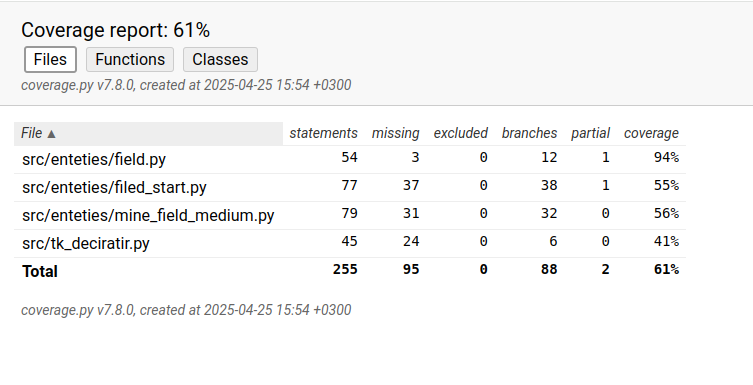 Coverage report: 61%
Files Functions Classes
coverage.py v7.8.0, created at 2025-04-25 15:54 +0300
File ▲ statements missing excluded branches partial coverage
src/enteties/field.py 54 3 0 12 1 94%
src/enteties/filed_start.py 77 37 0 38 1 55%
src/enteties/mine_field_medium.py 79 31 0 32 0 56%
src/tk_deciratir.py 45 24 0 6 0 41%
Total 255 95 0 88 2 61%
coverage.py v7.8.0, created at 2025-04-25 15:54 +0300